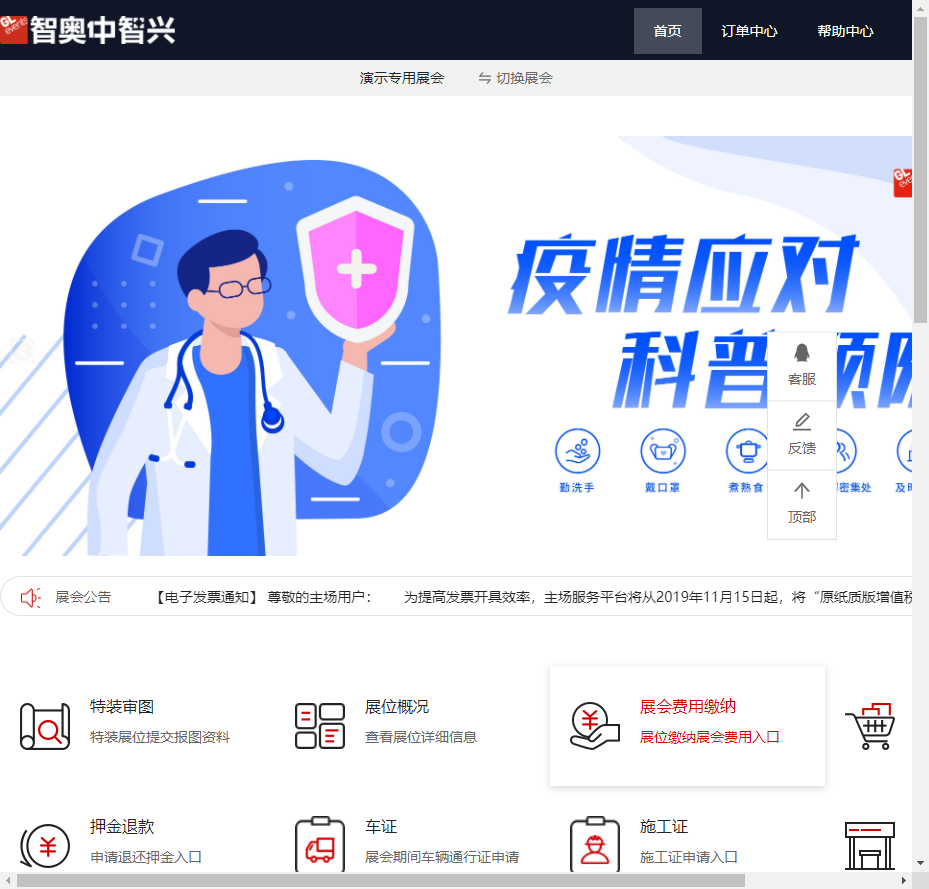 GL events 智奥中智兴
首页 订单中心 帮助中心
演示专用展会 切换展会
GL events
疫情应对
科普预防
客服
反馈
顶部
勤洗手 戴口罩 煮熟食 密集处
展会公告 【电子发票通知】 尊敬的主场用户： 为提高发票开具效率，主场服务平台将从2019年11月15日起，将“原纸质版增值税
特装审图
特装展位提交报图资料
展位概况
查看展位详细信息
展会费用缴纳
展位缴纳展会费用入口
押金退款
申请退还押金入口
车证
展会期间车辆通行证申请
施工证
施工证申请入口